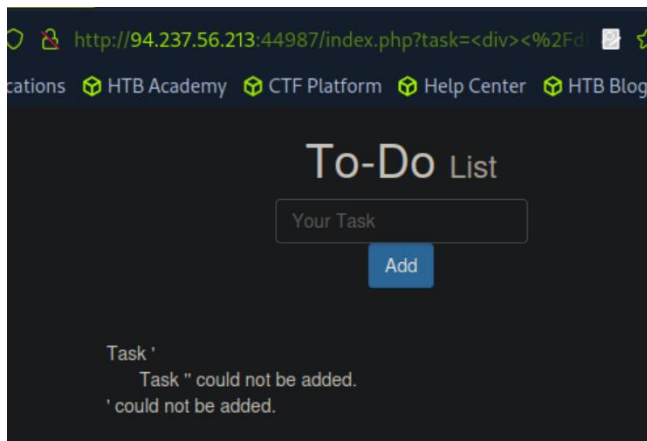 http://94.237.56.213:44987/index.php?task=<div><%2Fd
cations HTB Academy CTF Platform Help Center HTB Blog
To-Do List
Your Task
Add
Task '
Task '' could not be added.
' could not be added.